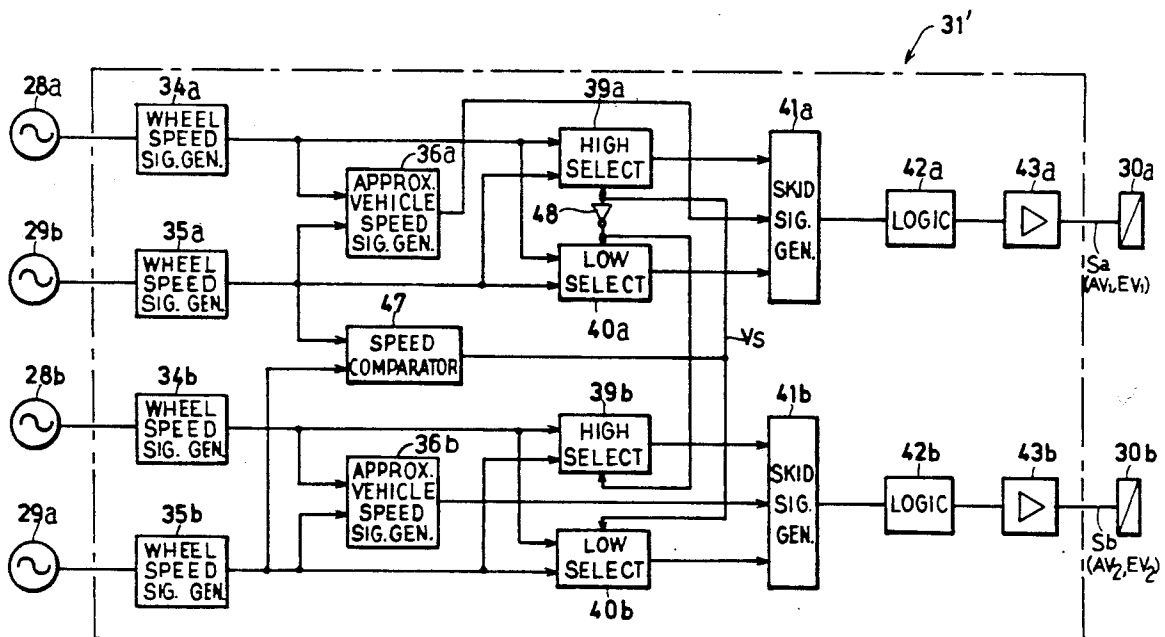 31'
28a
34a
WHEEL
SPEED
SIG.GEN.
36a
APPROX.
VEHICLE
SPEED
SIG.GEN.
39a
HIGH
SELECT
48
LOW
SELECT
40a
41a
SKID
SIG.
GEN.
42a
LOGIC
43a
30a
Sa
(AV1,EV1)
29b
35a
WHEEL
SPEED
SIG. GEN.
47
SPEED
COMPARATOR
VS
28b
34b
WHEEL
SPEED
SIG. GEN.
36b
APPROX.
VEHICLE
SPEED
SIG.GEN.
39b
HIGH
SELECT
LOW
SELECT
40b
41b
SKID
SIG.
GEN.
42b
LOGIC
43b
30b
Sb
(AV2,EV2)
29a
35b
WHEEL
SPEED
SIG. GEN.